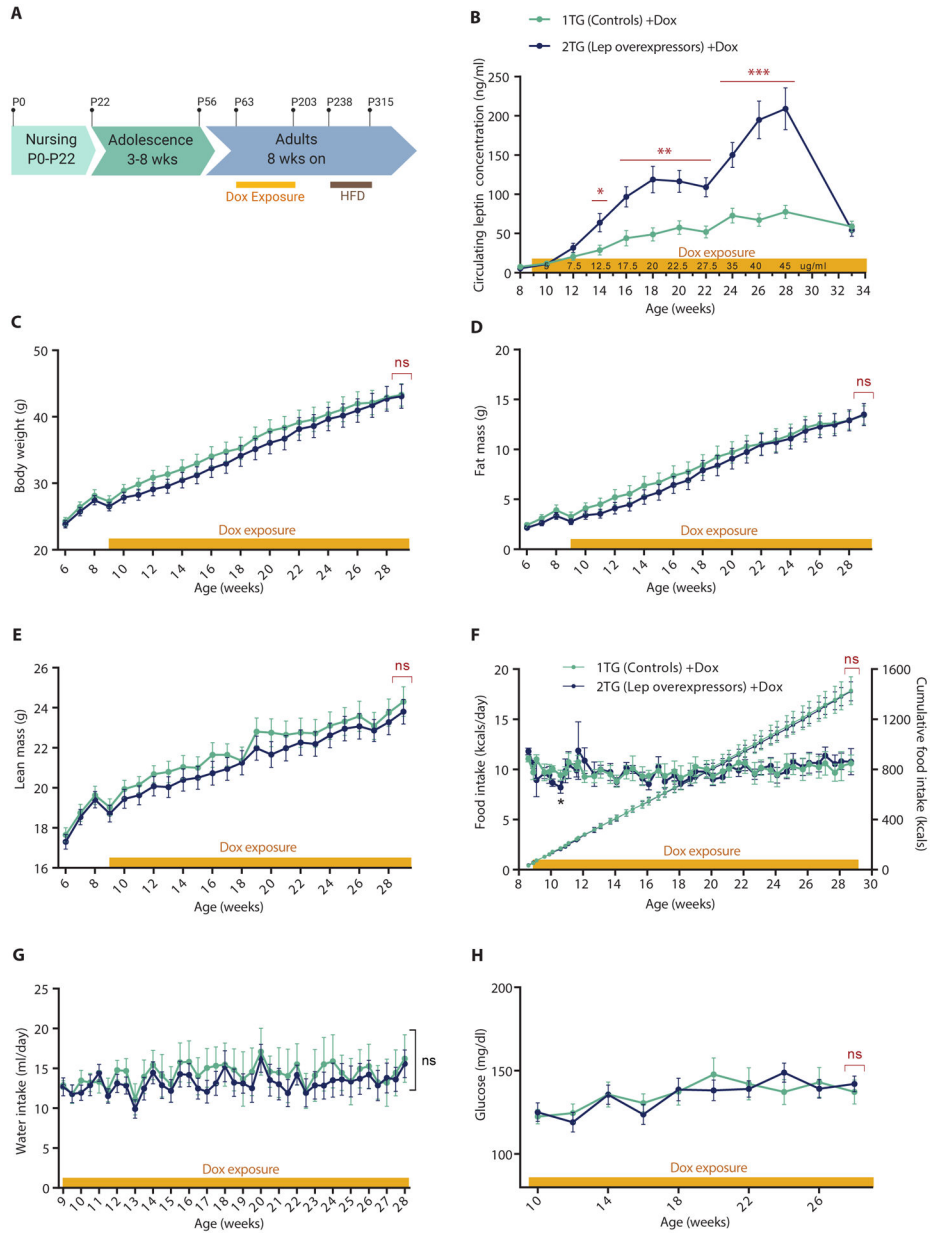 A
P0
P22
P56
P63
P203
P238
P315
Nursing
P0-P22
Adolescence
3-8 wks
Adults
8 wks on
Dox Exposure
HFD
B
1TG (Controls) +Dox
2TG (Lep overexpressors) +Dox
Circulating leptin concentration (ng/ml)
250
200
150
100
50
0
*
**
***
Dox exposure
5 7.5 12.5 17.5 20 22.5 27.5 35 40 45 ug/ml
8 10 12 14 16 18 20 22 24 26 28 30 32 34
Age (weeks)
C
Body weight (g)
50
40
30
20
ns
Dox exposure
6 8 10 12 14 16 18 20 22 24 26 28
Age (weeks)
D
Fat mass (g)
20
15
10
5
0
ns
Dox exposure
6 8 10 12 14 16 18 20 22 24 26 28
Age (weeks)
E
Lean mass (g)
26
24
22
20
18
16
ns
Dox exposure
6 8 10 12 14 16 18 20 22 24 26 28
Age (weeks)
F
1TG (Controls) +Dox
2TG (Lep overexpressors) +Dox
ns
Food intake (kcals/day)
20
15
10
5
0
*
Dox exposure
1600
1200
800
400
0
Cumulative food
intake (kcals)
8 10 12 14 16 18 20 22 24 26 28 30
Age (weeks)
G
Water intake (ml/day)
25
20
15
10
5
0
ns
Dox exposure
9 10 11 12 13 14 15 16 17 18 19 20 21 22 23 24 25 26 27 28
Age (weeks)
H
Glucose (mg/dl)
200
150
100
ns
Dox exposure
10 14 18 22 26
Age (weeks)